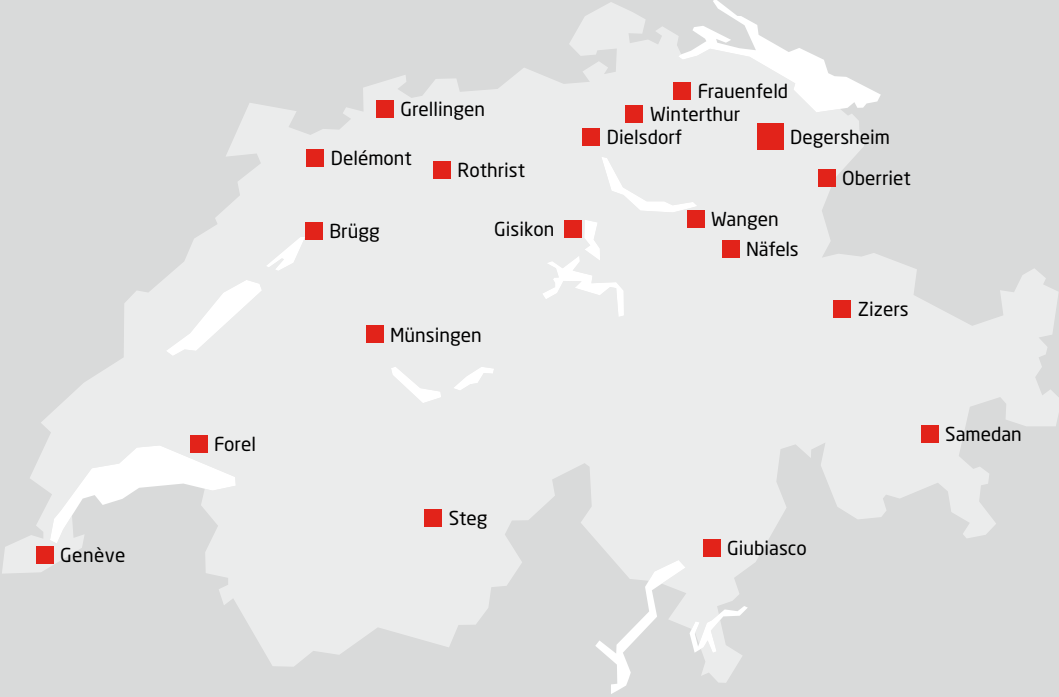 Frauenfeld
Grellingen
Winterthur
Dielsdorf
Degersheim
Delémont
Rothrist
Oberriet
Wangen
Gisikon
Brügg
Näfels
Zizers
Münsingen
Samedan
Forel
Steg
Giubiasco
Genève